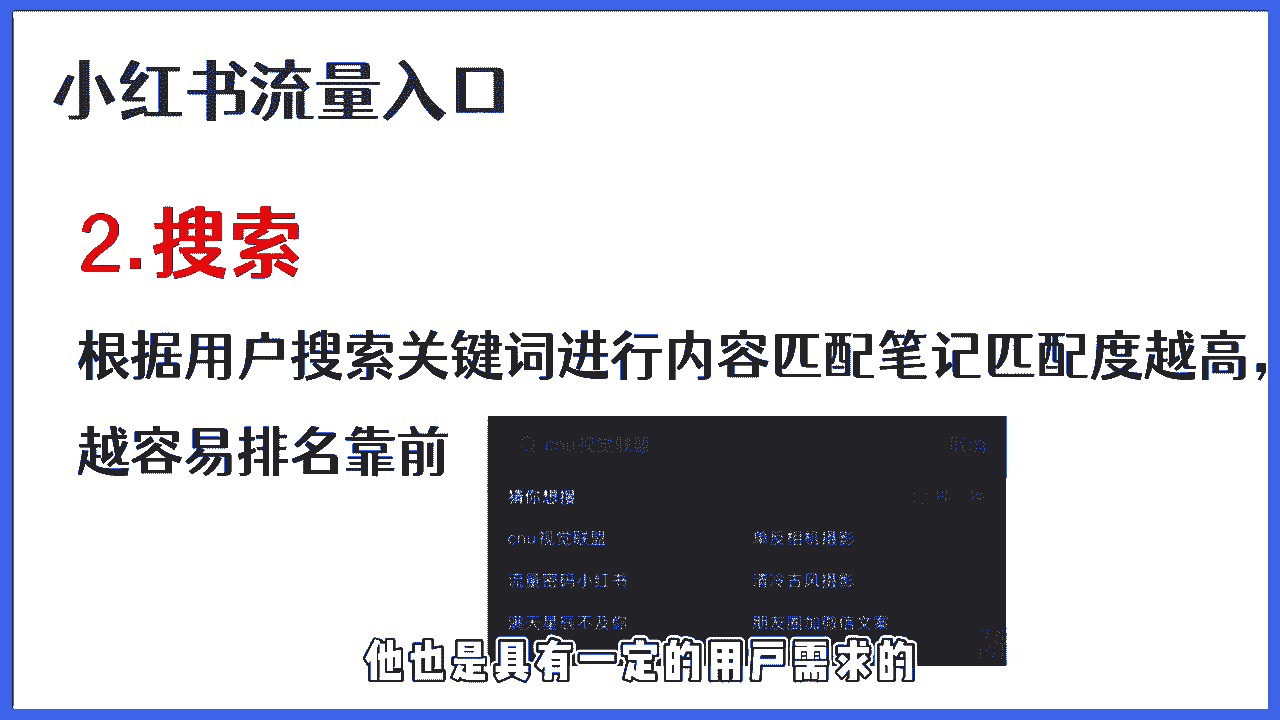 小红书流量入口
2.搜索
根据用户搜索关键词进行内容匹配笔记匹配度越高，
越容易排名靠前
cnu视觉联盟
猜你想搜
cnu视觉联盟 单反相机摄影
流量密码小红书 清冷古风摄影
满天星辰不及你 朋友圈加微信文案
他也是具有一定的用户需求的